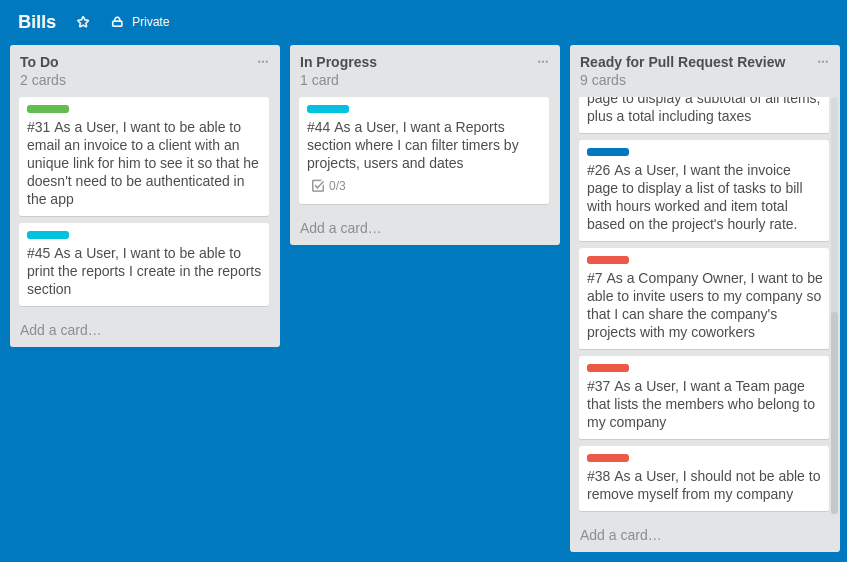 Bills
Private
To Do
2 cards
#31 As a User, I want to be able to
email an invoice to a client with an
unique link for him to see it so that he
doesn't need to be authenticated in
the app
#45 As a User, I want to be able to
print the reports I create in the reports
section
Add a card…
In Progress
1 card
#44 As a User, I want a Reports
section where I can filter timers by
projects, users and dates
0/3
Add a card…
Ready for Pull Request Review
9 cards
page to display a subtotal of all items,
plus a total including taxes
#26 As a User, I want the invoice
page to display a list of tasks to bill
with hours worked and item total
based on the project's hourly rate.
#7 As a Company Owner, I want to be
able to invite users to my company so
that I can share the company's
projects with my coworkers
#37 As a User, I want a Team page
that lists the members who belong to
my company
#38 As a User, I should not be able to
remove myself from my company
Add a card…